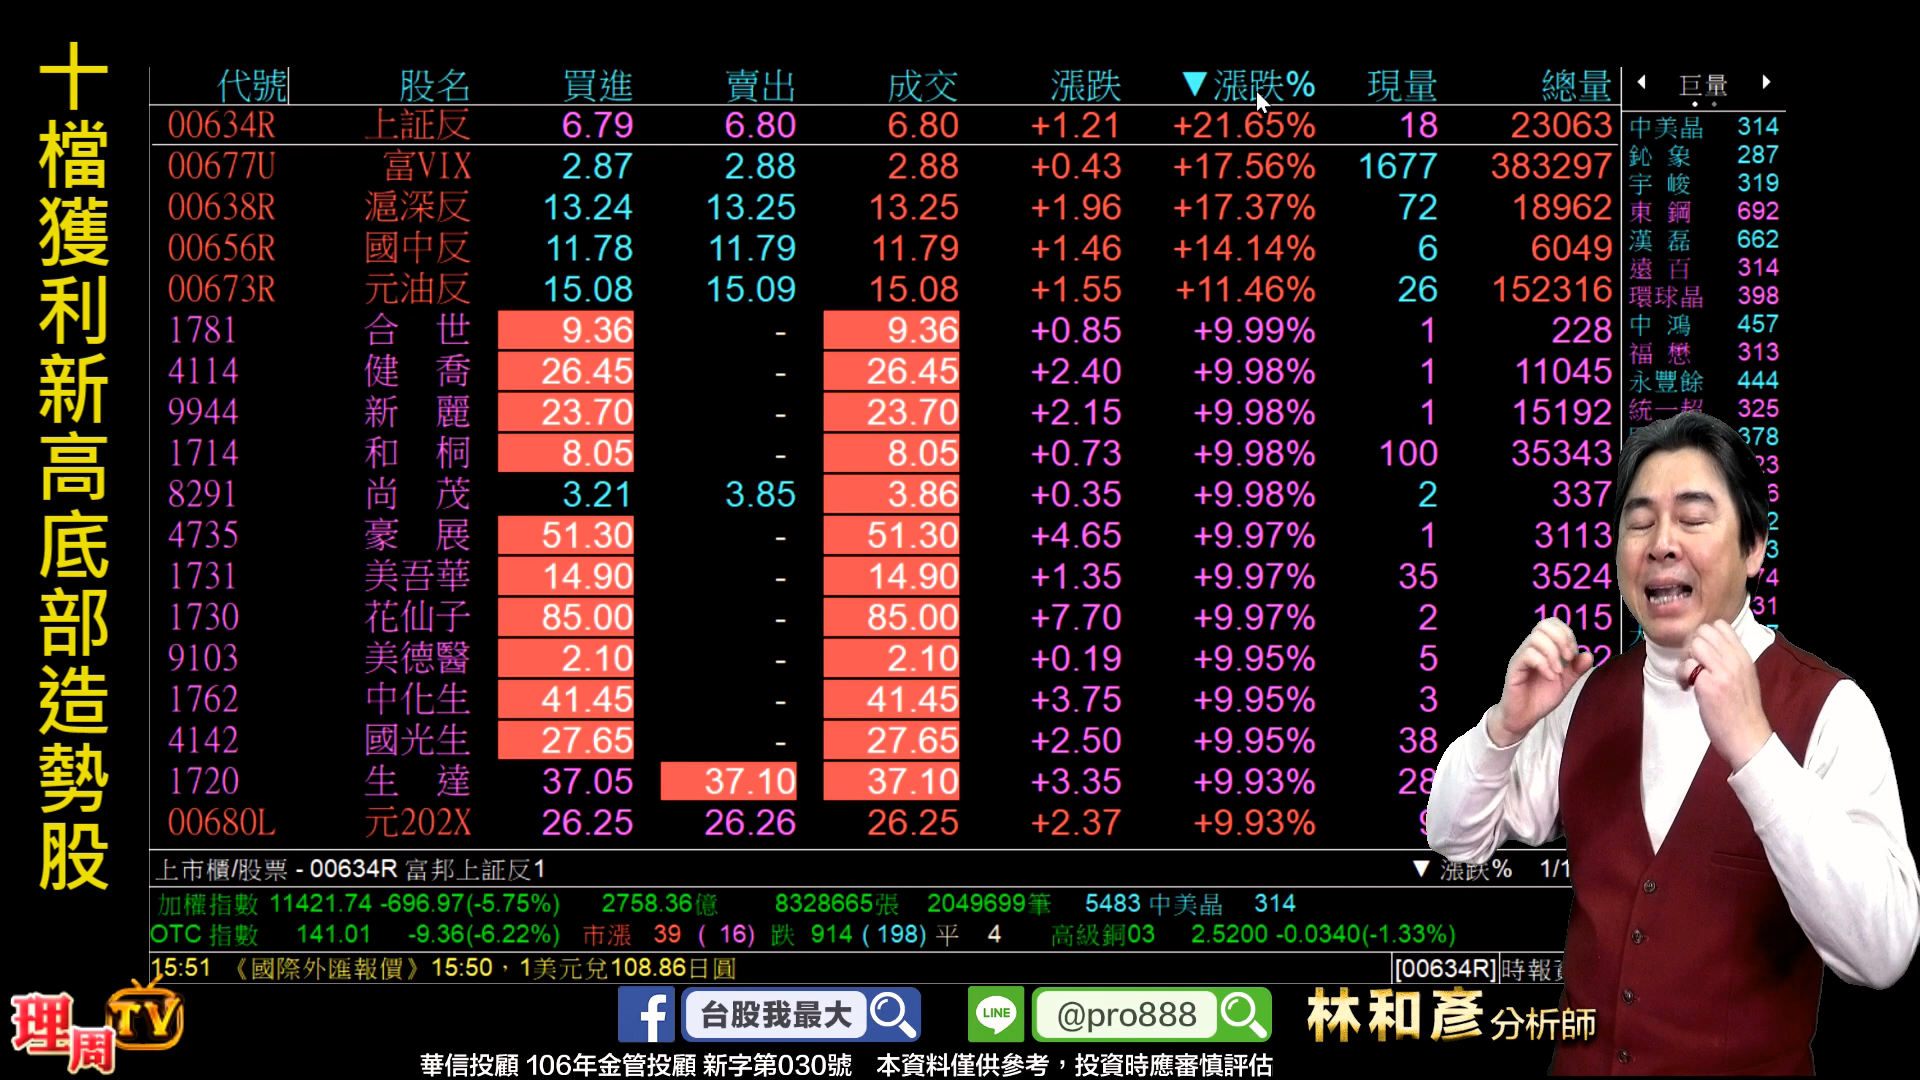 十檔獲利新高底部造勢股
代號 股名 買進 賣出 成交 漲跌 ▼漲跌% 現量 總量
00634R 上証反 6.79 6.80 6.80 +1.21 +21.65% 18 23063
00677U 富VIX 2.87 2.88 2.88 +0.43 +17.56% 1677 383297
00638R 滬深反 13.24 13.25 13.25 +1.96 +17.37% 72 18962
00656R 國中反 11.78 11.79 11.79 +1.46 +14.14% 6 6049
00673R 元油反 15.08 15.09 15.08 +1.55 +11.46% 26 152316
1781 合世 9.36 - 9.36 +0.85 +9.99% 1 228
4114 健喬 26.45 - 26.45 +2.40 +9.98% 1 11045
9944 新麗 23.70 - 23.70 +2.15 +9.98% 1 15192
1714 和桐 8.05 - 8.05 +0.73 +9.98% 100 35343
8291 尚茂 3.21 3.85 3.86 +0.35 +9.98% 2 337
4735 豪展 51.30 - 51.30 +4.65 +9.97% 1 3113
1731 美吾華 14.90 - 14.90 +1.35 +9.97% 35 3524
1730 花仙子 85.00 - 85.00 +7.70 +9.97% 2 1015
9103 美德醫 2.10 - 2.10 +0.19 +9.95% 5
1762 中化生 41.45 - 41.45 +3.75 +9.95% 3
4142 國光生 27.65 - 27.65 +2.50 +9.95% 38
1720 生達 37.05 37.10 37.10 +3.35 +9.93% 28
00680L 元202X 26.25 26.26 26.25 +2.37 +9.93%
巨量
中美晶 314
鈊象 287
宇峻 319
東鋼 692
漢磊 662
遠百 314
環球晶 398
中鴻 457
福懋 313
永豐餘 444
統一超 325
378
上市櫃/股票 - 00634R 富邦上証反1 ▼ 漲跌% 1/1
加權指數 11421.74 -696.97(-5.75%) 2758.36億 8328665張 2049699筆 5483 中美晶 314
OTC 指數 141.01 -9.36(-6.22%) 市漲 39 ( 16) 跌 914 (198) 平 4 高級銅03 2.5200 -0.0340(-1.33%)
15:51 《國際外匯報價》15:50，1美元兌108.86日圓 [00634R] 時報
理周TV
台股我最大
LINE @pro888
林和彥 分析師
華信投顧 106年金管投顧 新字第030號 本資料僅供參考，投資時應審慎評估